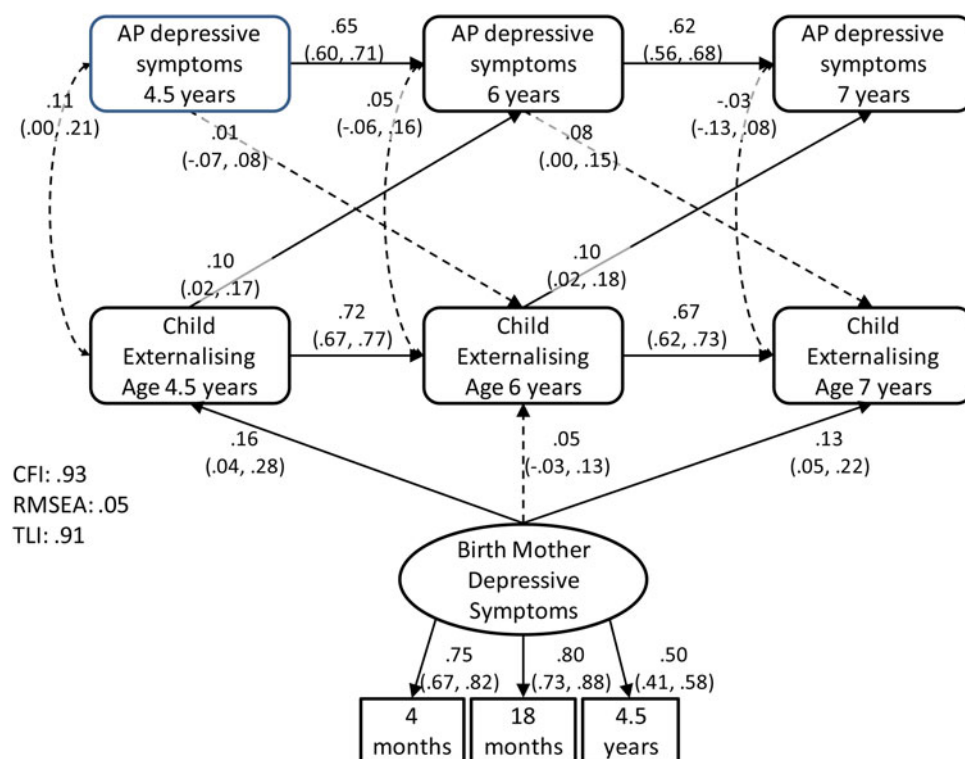 AP depressive
symptoms
4.5 years
.65
(.60, .71)
AP depressive
symptoms
6 years
.62
(.56, .68)
AP depressive
symptoms
7 years
.11
(.00, .21)
.01
(-.07, .08)
.05
(-.06, .16)
.08
(.00, .15)
-.03
(-.13, .08)
.10
(.02, .17)
.10
(.02, .18)
Child
Externalising
Age 4.5 years
.72
(.67, .77)
Child
Externalising
Age 6 years
.67
(.62, .73)
Child
Externalising
Age 7 years
.16
(.04, .28)
.05
(-.03, .13)
.13
(.05, .22)
CFI: .93
RMSEA: .05
TLI: .91
Birth Mother
Depressive
Symptoms
.75
(.67, .82)
.80
(.73, .88)
.50
(.41, .58)
4
months
18
months
4.5
years